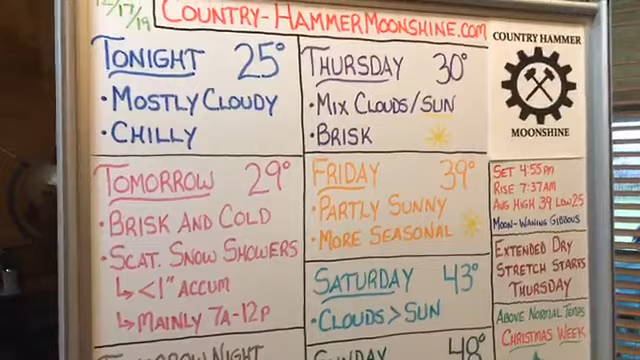 12/17/19
COUNTRY-HAMMERMOONSHINE.COM
TONIGHT 25°
• MOSTLY CLOUDY
• CHILLY
THURSDAY 30°
• MIX CLOUDS/SUN
• BRISK
COUNTRY HAMMER
MOONSHINE
TOMORROW 29°
• BRISK AND COLD
• SCAT. SNOW SHOWERS
↳ <1" ACCUM
↳ MAINLY 7A-12P
FRIDAY 39°
• PARTLY SUNNY
• MORE SEASONAL
SATURDAY 43°
• CLOUDS > SUN
SET 4:55PM
RISE 7:37AM
AVG HIGH 39 LOW 25
MOON-WANING GIBBOUS
EXTENDED DRY
STRETCH STARTS
THURSDAY
ABOVE NORMAL TEMPS
CHRISTMAS WEEK
TOMORROW NIGHT
SUNDAY 48°